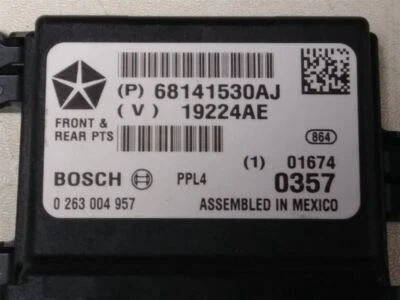 (P) 68141530AJ
(V) 19224AE
FRONT &
REAR PTS
864
(1) 01674
BOSCH PPL4 0357
0 263 004 957 ASSEMBLED IN MEXICO